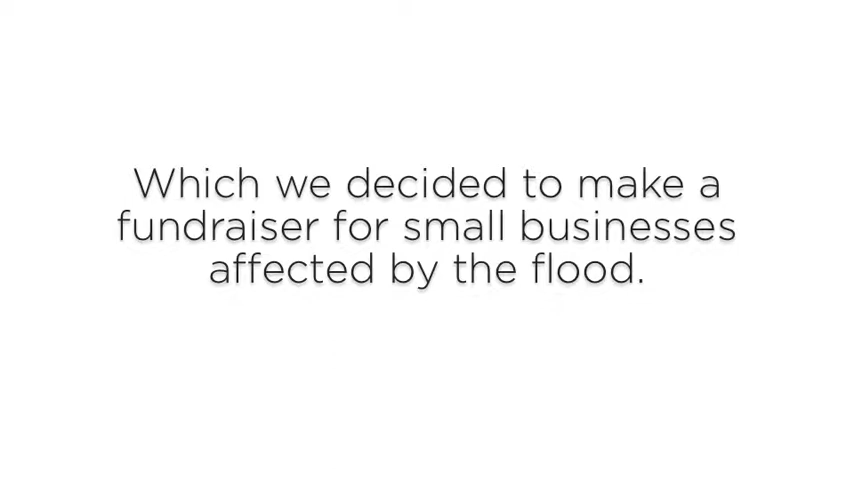 Which we decided to make a
fundraiser for small businesses
affected by the flood.